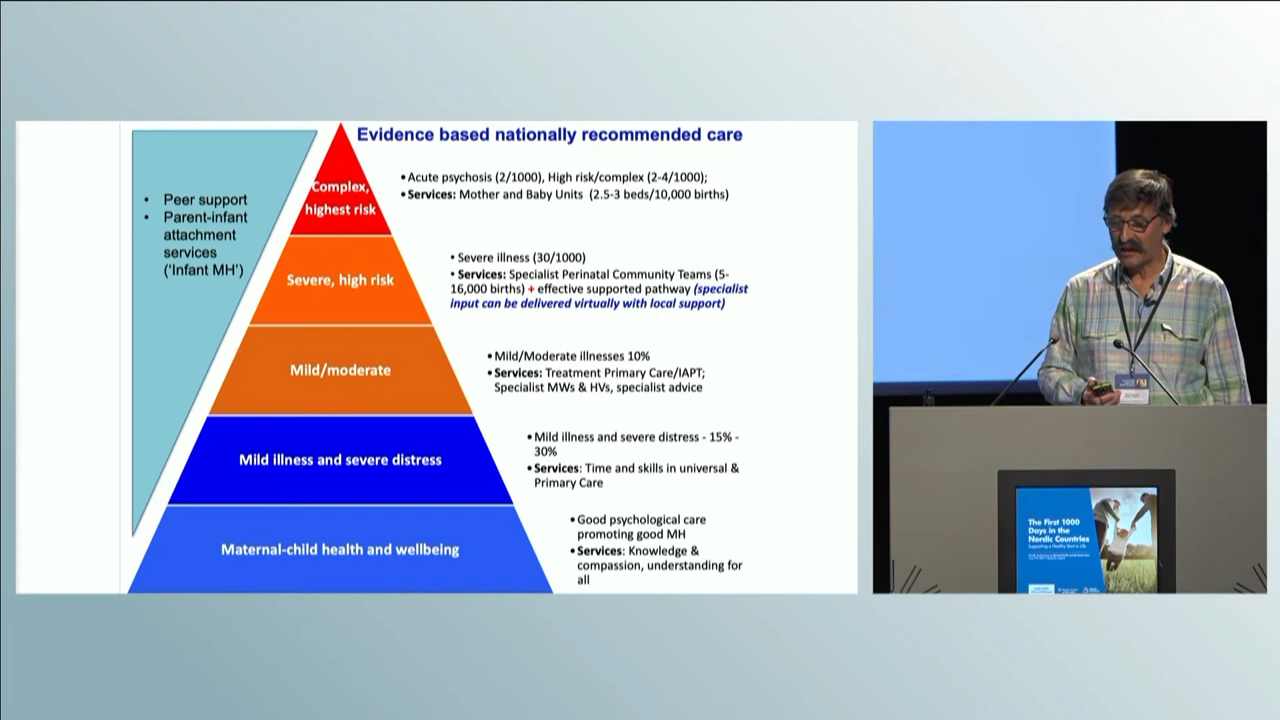 Evidence based nationally recommended care
• Peer support
• Parent-infant
attachment
services
('Infant MH')
Complex,
highest risk
• Acute psychosis (2/1000), High risk/complex (2-4/1000);
• Services: Mother and Baby Units (2.5-3 beds/10,000 births)
Severe, high risk
• Severe illness (30/1000)
• Services: Specialist Perinatal Community Teams (5-
16,000 births) + effective supported pathway (specialist
input can be delivered virtually with local support)
Mild/moderate
• Mild/Moderate illnesses 10%
• Services: Treatment Primary Care/IAPT;
Specialist MWs & HVs, specialist advice
Mild illness and severe distress
• Mild illness and severe distress - 15% -
30%
• Services: Time and skills in universal &
Primary Care
Maternal-child health and wellbeing
• Good psychological care
promoting good MH
• Services: Knowledge &
compassion, understanding for
all
The First 1000
Days in the
Nordic Countries
Supporting a Healthy Start in Life